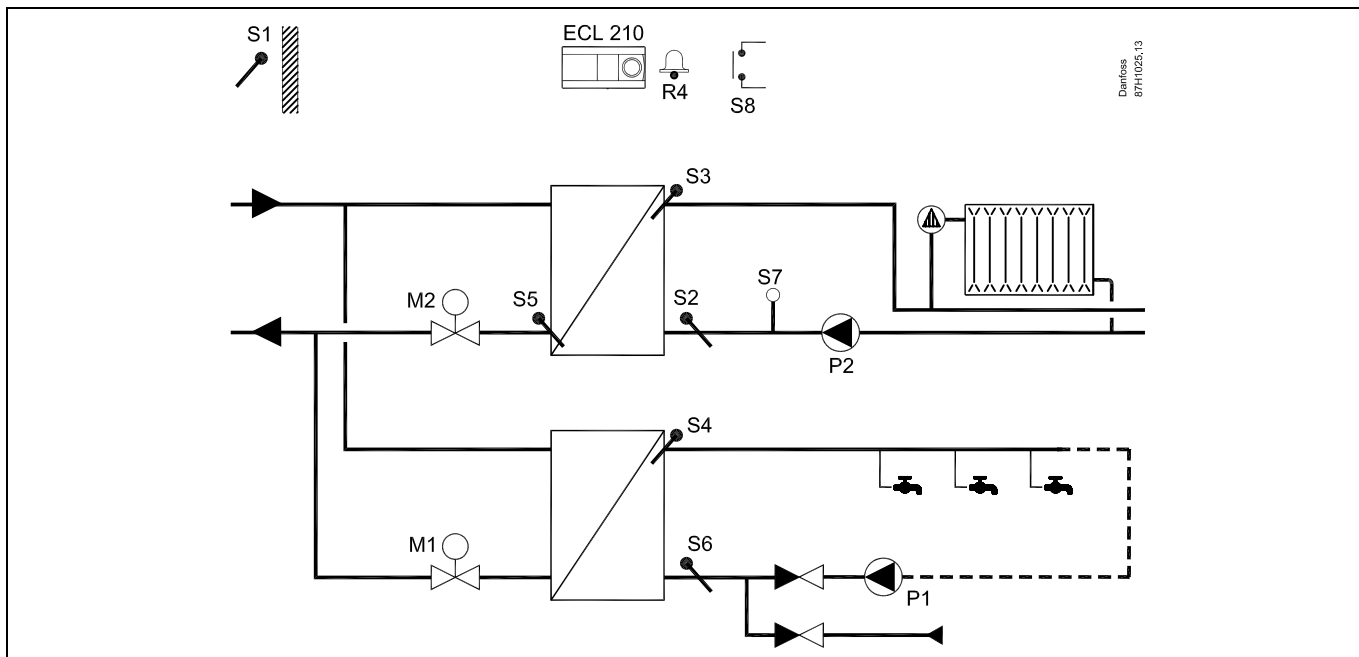 S1
ECL 210
R4
S8
Danfoss
87H1025,13
S3
M2
S5
S2
S7
P2
S4
M1
S6
P1